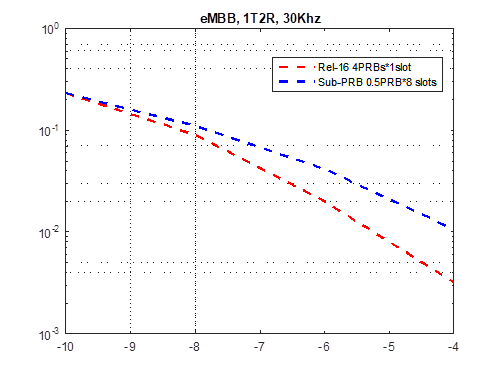 eMBB, 1T2R, 30Khz
10^0
Rel-16 4PRBs*1slot
Sub-PRB 0.5PRB*8 slots
10^-1
10^-2
10^-3
-10 -9 -8 -7 -6 -5 -4